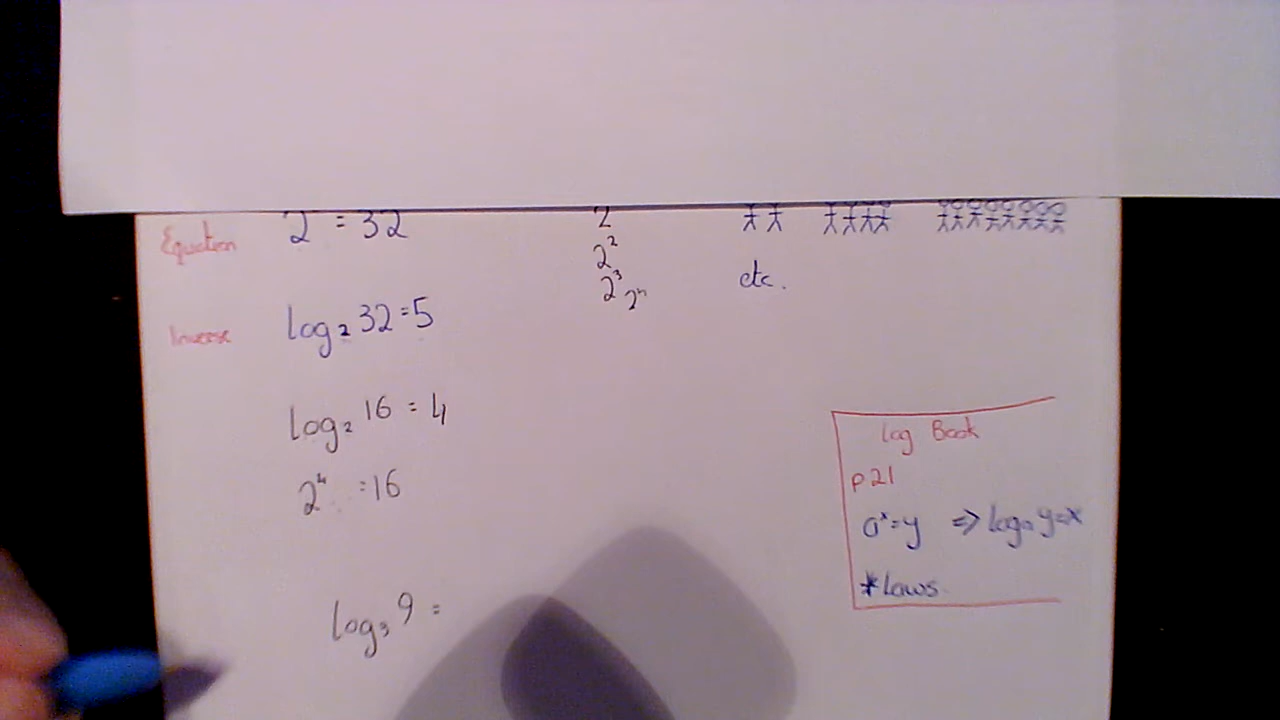 Equation 2 = 32
2
2²
2³ 2ⁿ
etc.
Inverse log₂ 32 = 5
log₂ 16 = 4
2⁴ = 16
log₃ 9 =
Log Book
p21
aˣ=y => logₐ y=x
*Laws